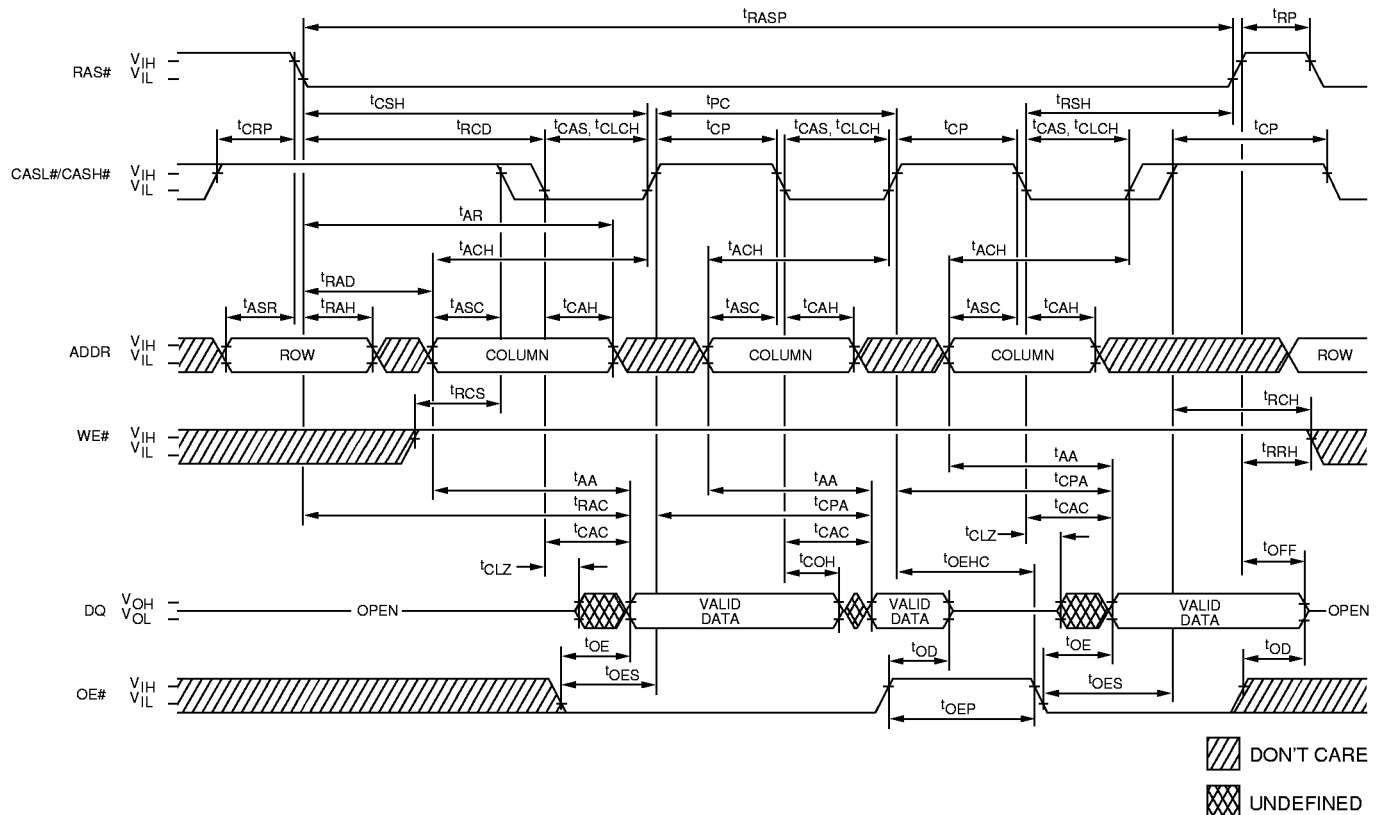 tRASP tRP
RAS# VIH
VIL
tCSH tPC tRSH
tCRP tRCD tCAS, tCLCH tCP tCAS, tCLCH tCP tCAS, tCLCH tCP
CASL#/CASH# VIH
VIL
tAR
tACH tACH tACH
tRAD
tASR tRAH tASC tCAH tASC tCAH tASC tCAH
ADDR VIH
VIL
ROW COLUMN COLUMN COLUMN ROW
tRCS tRCH
WE# VIH
VIL
tRRH
tAA tAA tAA
tRAC tCPA tCPA
tCAC tCAC tCAC
tCLZ tCOH tOEHC tCLZ tOFF
DQ VOH
VOL
OPEN VALID DATA VALID DATA VALID DATA OPEN
tOE tOD tOE tOD
tOES tOES
OE# VIH
VIL
tOEP
DON'T CARE
UNDEFINED